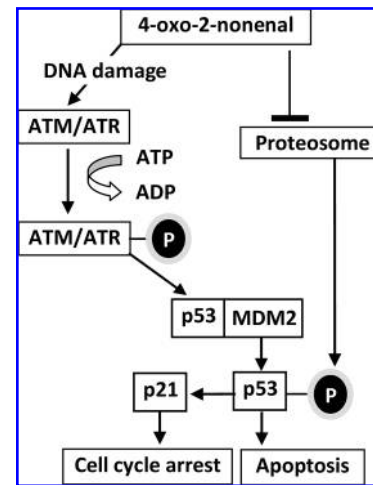 4-oxo-2-nonenal
DNA damage
ATM/ATR
Proteosome
ATP
ADP
ATM/ATR
P
p53
MDM2
p21
p53
P
Cell cycle arrest
Apoptosis